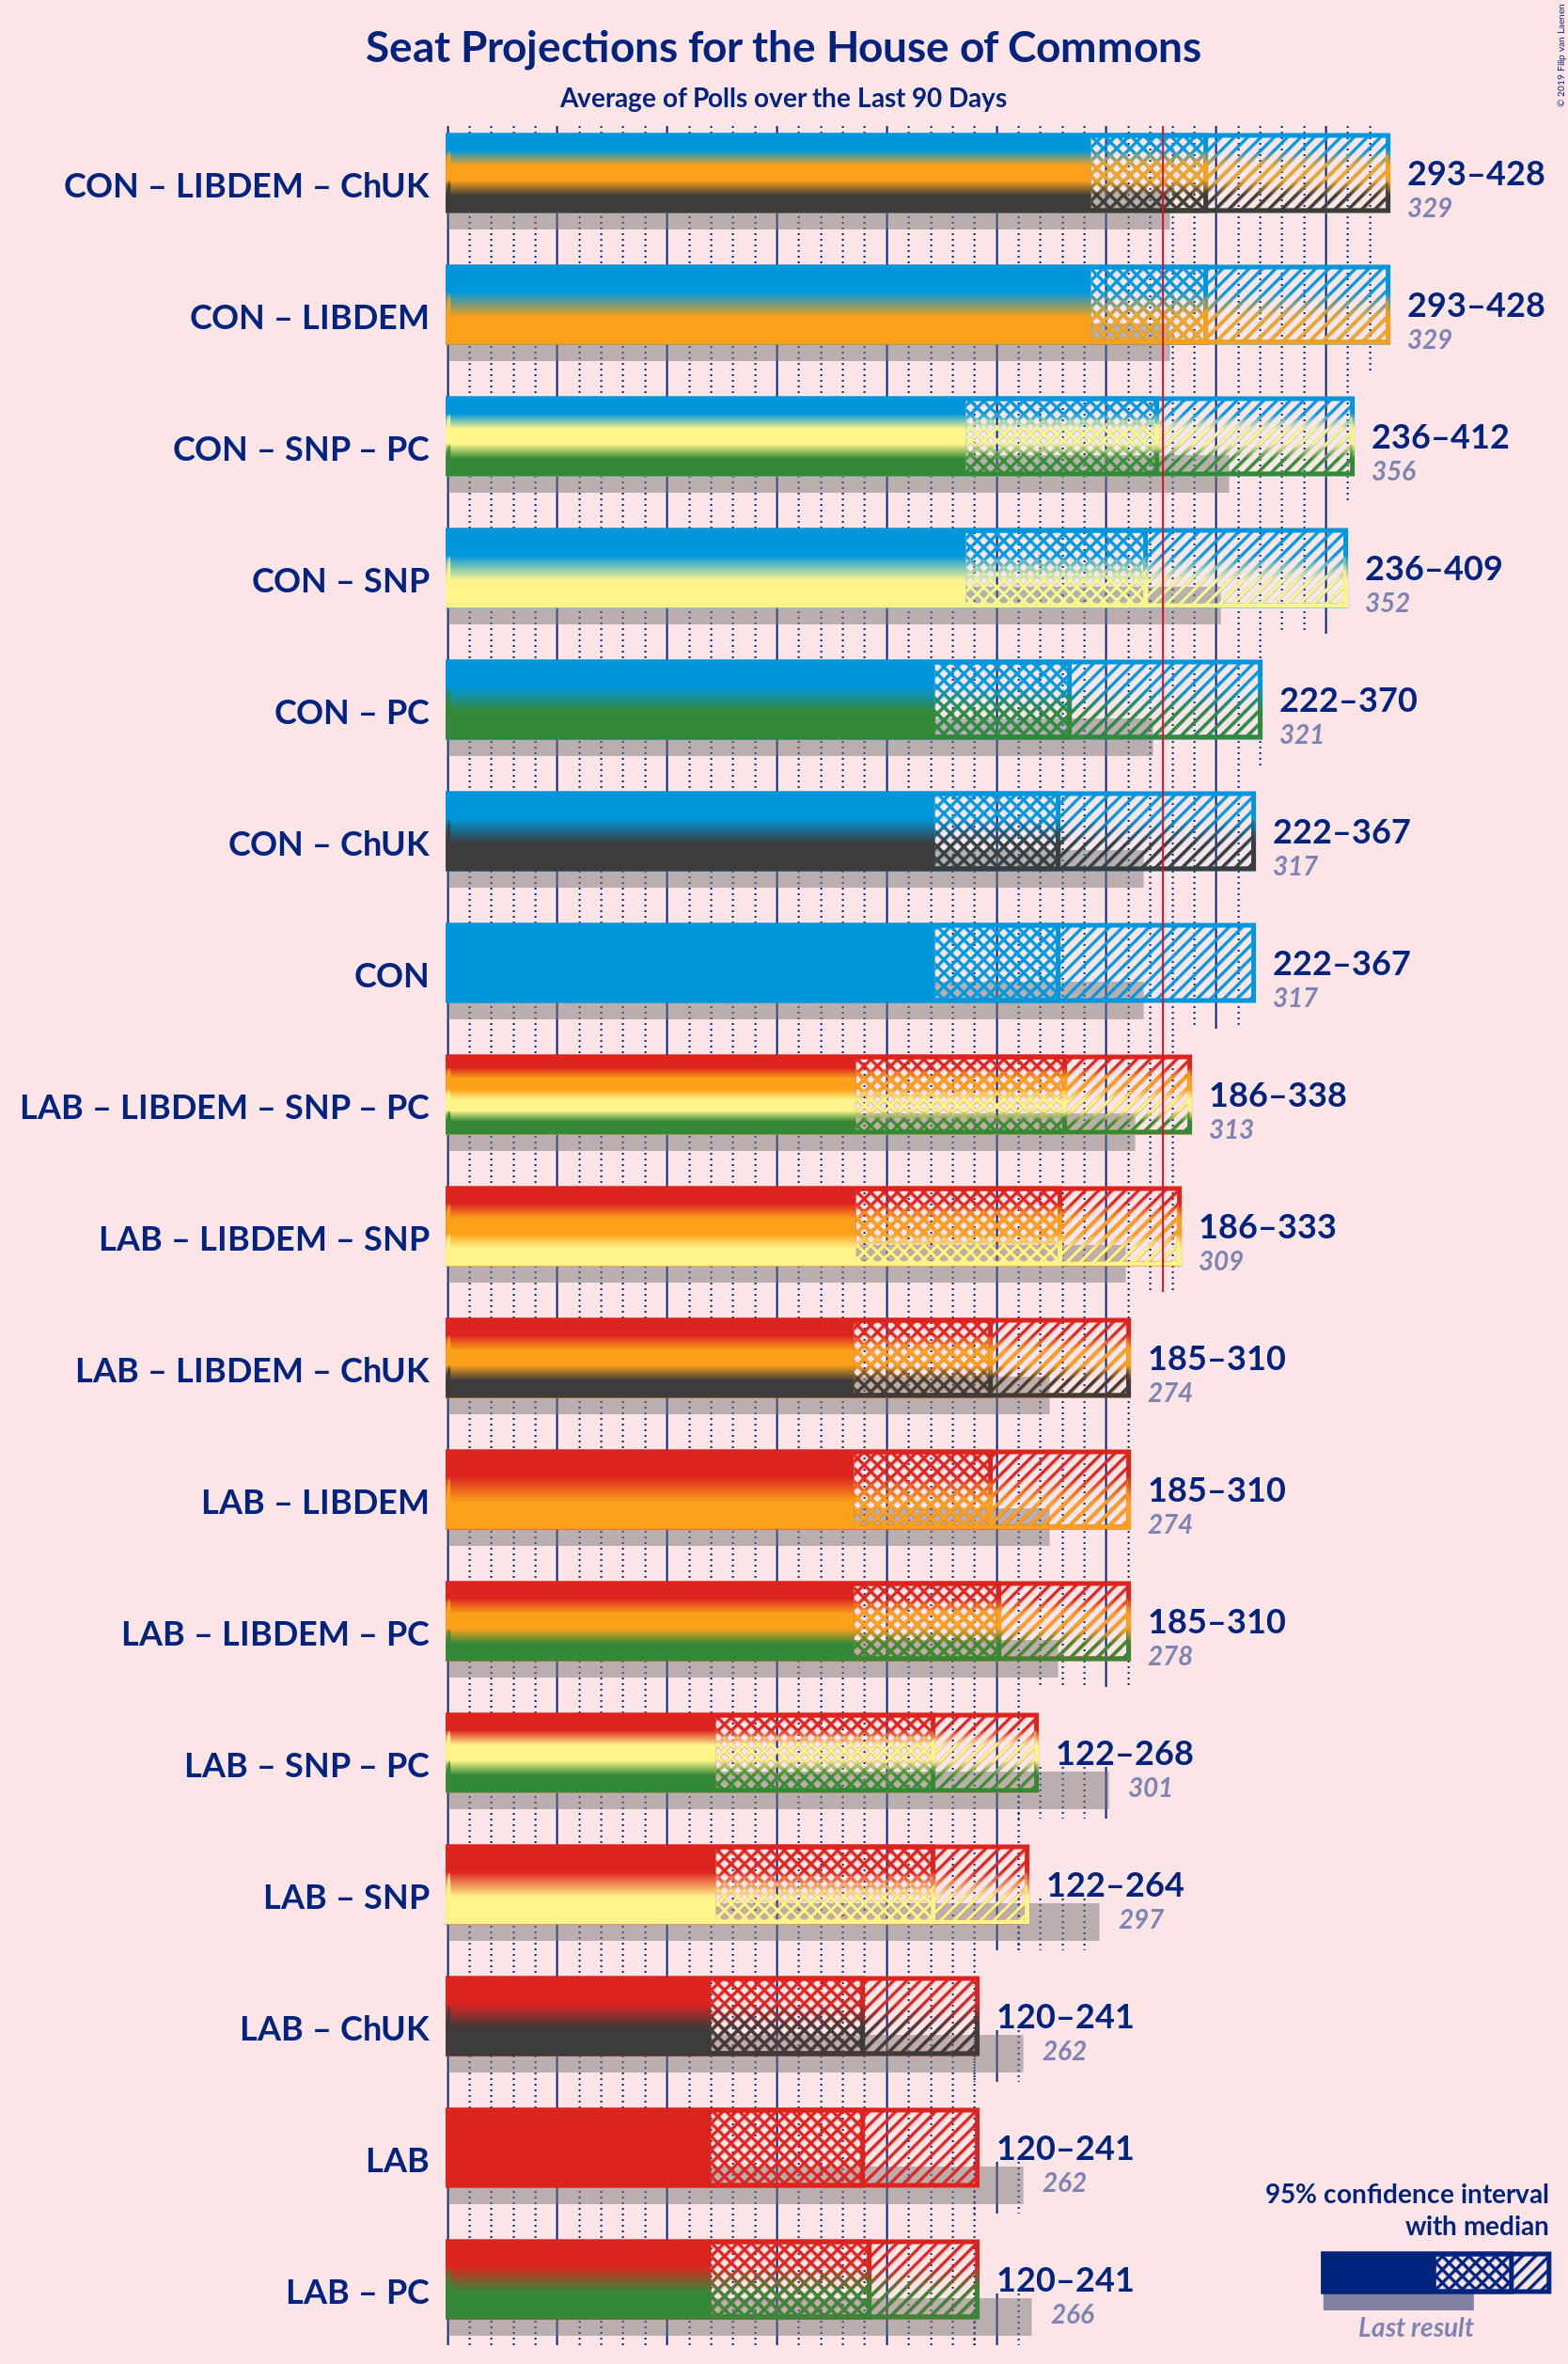 Seat Projections for the House of Commons
Average of Polls over the Last 90 Days
© 2019 Filip van Laenen
CON – LIBDEM – ChUK
293–428
329
CON – LIBDEM
293–428
329
CON – SNP – PC
236–412
356
CON – SNP
236–409
352
CON – PC
222–370
321
CON – ChUK
222–367
317
CON
222–367
317
LAB – LIBDEM – SNP – PC
186–338
313
LAB – LIBDEM – SNP
186–333
309
LAB – LIBDEM – ChUK
185–310
274
LAB – LIBDEM
185–310
274
LAB – LIBDEM – PC
185–310
278
LAB – SNP – PC
122–268
301
LAB – SNP
122–264
297
LAB – ChUK
120–241
262
LAB
120–241
262
LAB – PC
120–241
266
95% confidence interval
with median
Last result